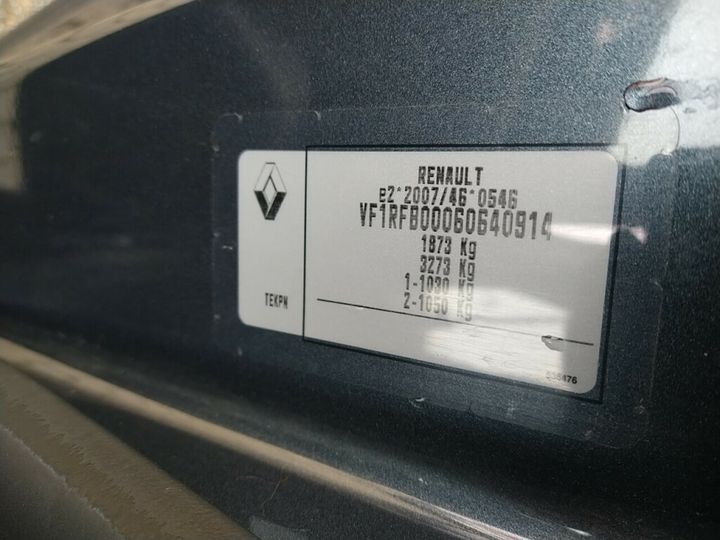 RENAULT
e2*2007/46*0546
VF1RFB00060640914
1873 Kg
3273 Kg
1-1030 Kg
2-1050 Kg
TEKPN